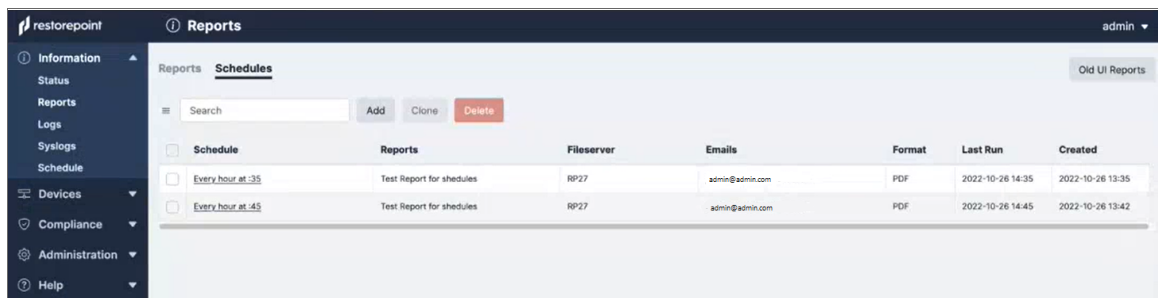 restorepoint
Reports
admin
Information
Status
Reports
Logs
Syslogs
Schedule
Devices
Compliance
Administration
Help
Reports Schedules
Old UI Reports
Search Add Clone Delete
Schedule Reports Fileserver Emails Format Last Run Created
Every hour at :35 Test Report for shedules RP27 admin@admin.com PDF 2022-10-26 14:35 2022-10-26 13:35
Every hour at :45 Test Report for shedules RP27 admin@admin.com PDF 2022-10-26 14:45 2022-10-26 13:42